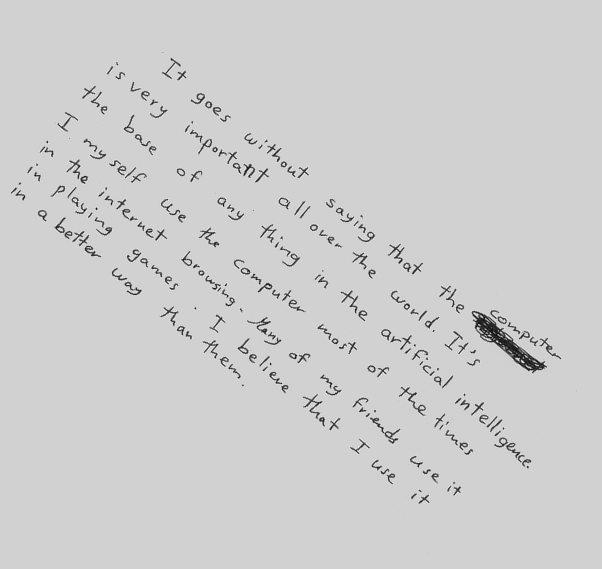 It goes without saying that the computer
is very important all over the world. It's
the base of any thing in the artificial intelligence.
I myself use the computer most of the times
in the internet browsing. Many of my friends use it
in playing games. I believe that I use it
in a better way than them.